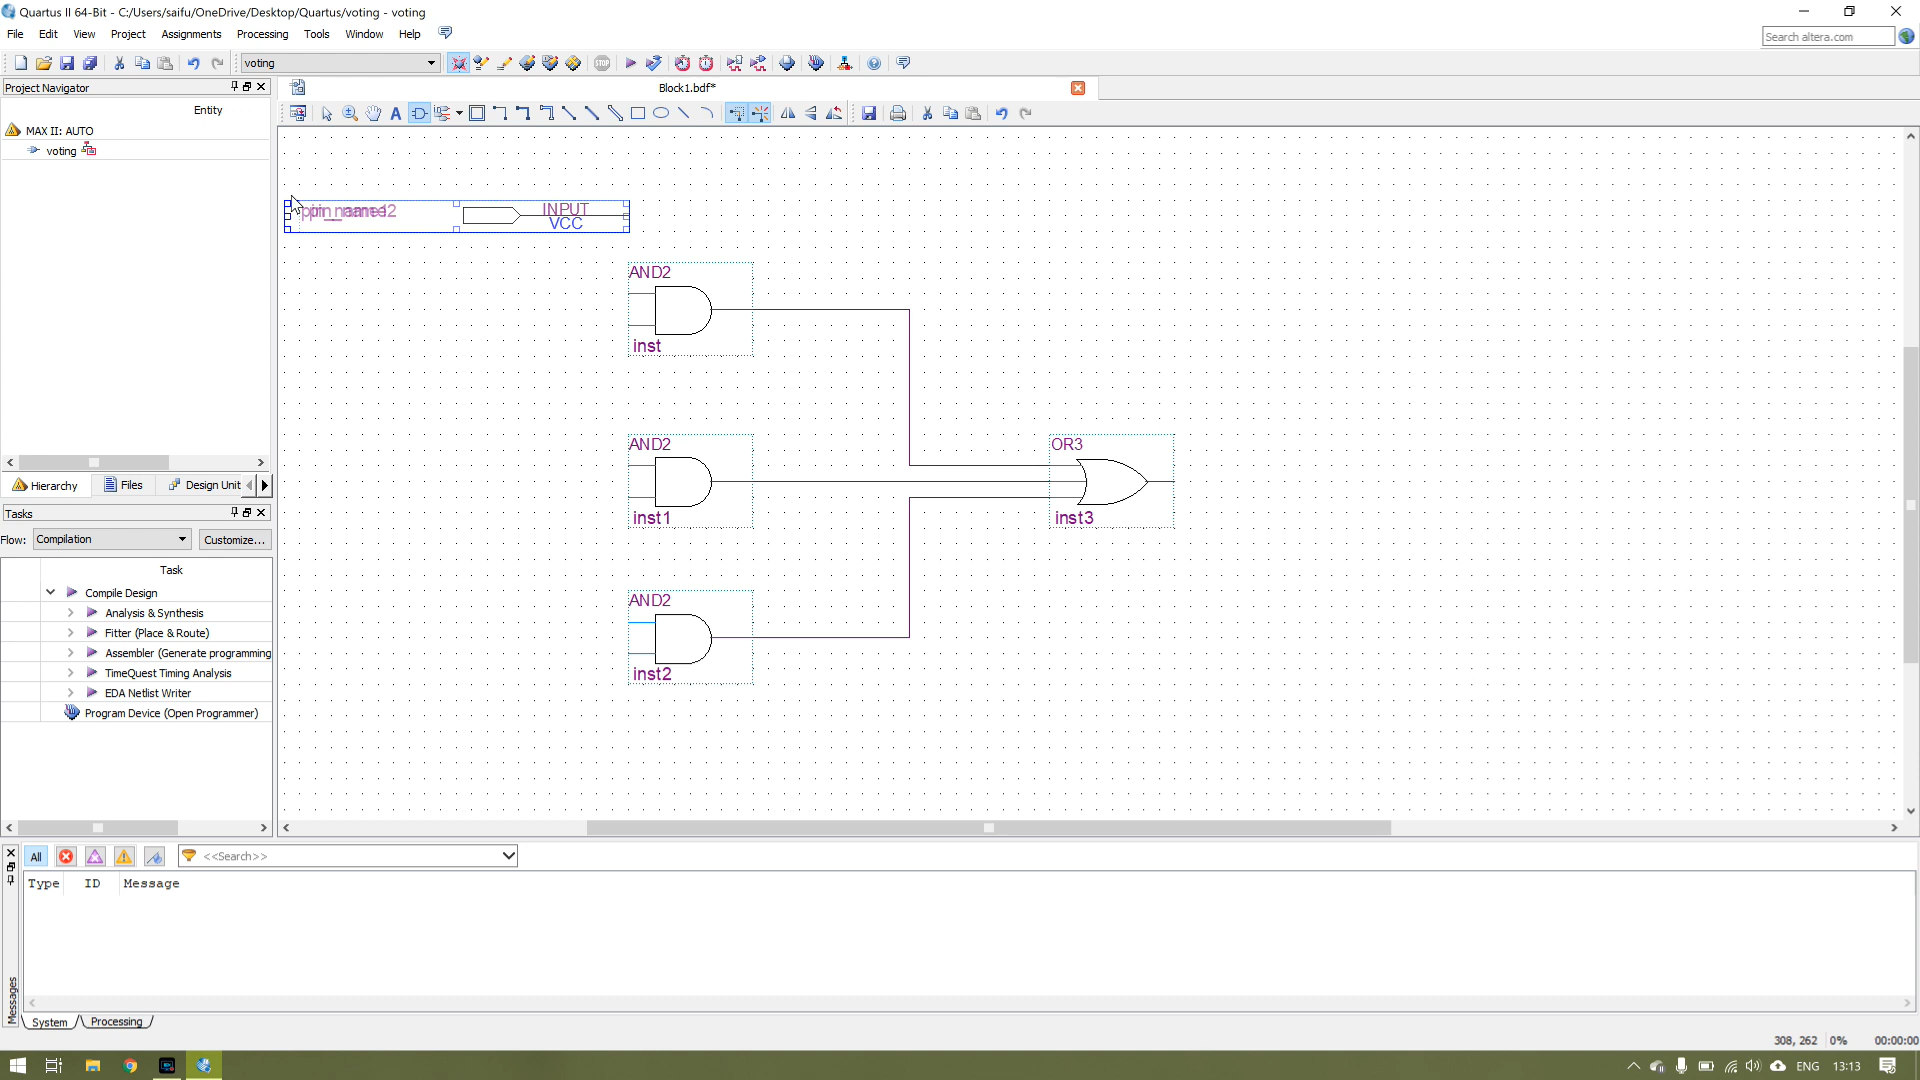 Quartus II 64-Bit - C:/Users/saifu/OneDrive/Desktop/Quartus/voting - voting
File Edit View Project Assignments Processing Tools Window Help
Search altera.com
voting
STOP
Project Navigator
Block1.bdf*
Entity
MAX II: AUTO
voting
INPUT
VCC
AND2
inst
AND2
inst1
OR3
inst3
AND2
inst2
Hierarchy Files Design Unit
Tasks
Flow: Compilation Customize...
Task
Compile Design
Analysis & Synthesis
Fitter (Place & Route)
Assembler (Generate programming
TimeQuest Timing Analysis
EDA Netlist Writer
Program Device (Open Programmer)
All <<Search>>
Type ID Message
Messages
System Processing
308, 262 0% 00:00:00
ENG 13:13